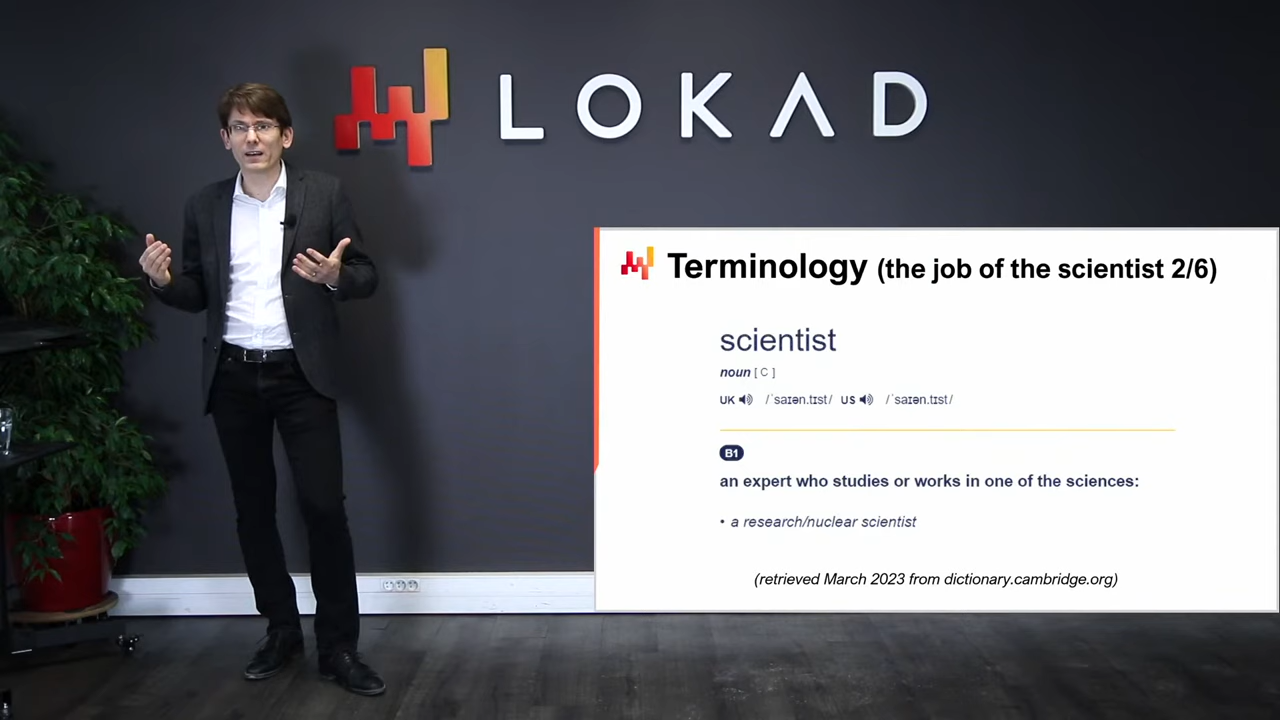 LOKAD
Terminology (the job of the scientist 2/6)
scientist
noun [ C ]
UK /ˈsaɪən.tɪst/ US /ˈsaɪən.tɪst/
B1
an expert who studies or works in one of the sciences:
• a research/nuclear scientist
(retrieved March 2023 from dictionary.cambridge.org)